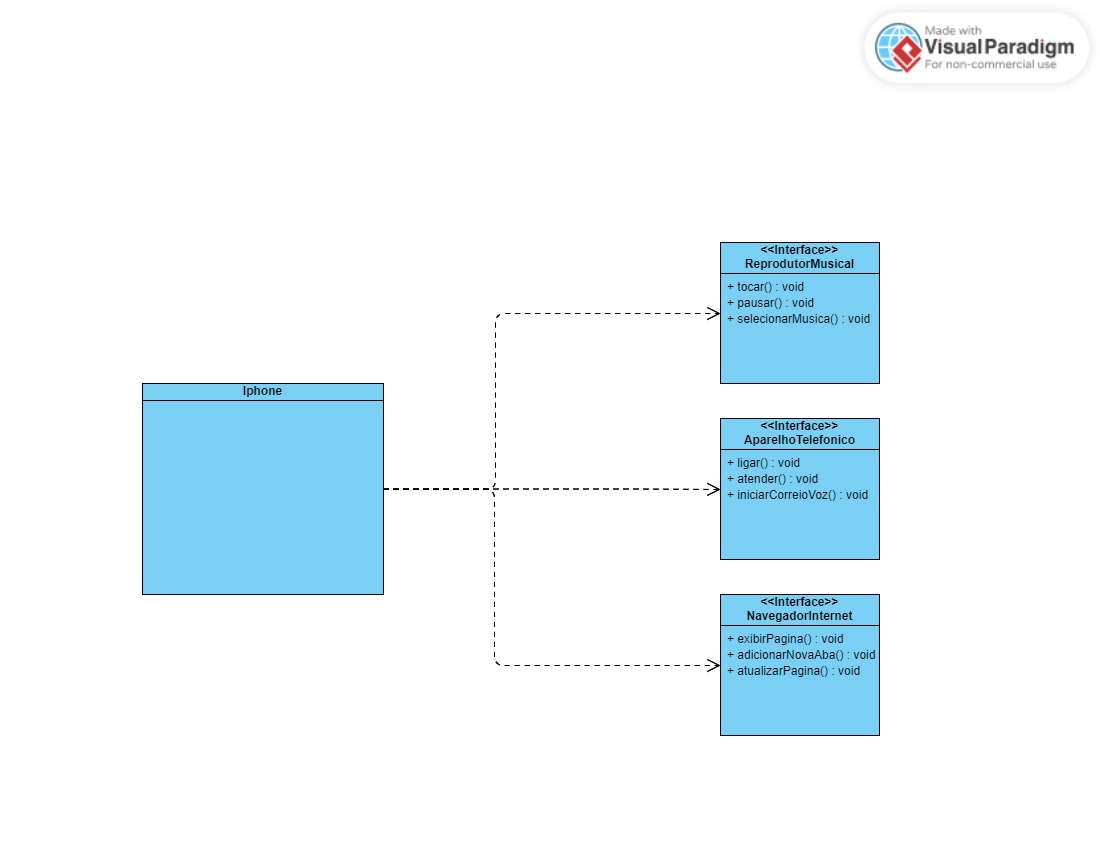 Made with
Visual Paradigm
For non-commercial use
<<Interface>>
ReprodutorMusical
+ tocar() : void
+ pausar() : void
+ selecionarMusica() : void
Iphone
<<Interface>>
AparelhoTelefonico
+ ligar() : void
+ atender() : void
+ iniciarCorreioVoz() : void
<<Interface>>
NavegadorInternet
+ exibirPagina() : void
+ adicionarNovaAba() : void
+ atualizarPagina() : void